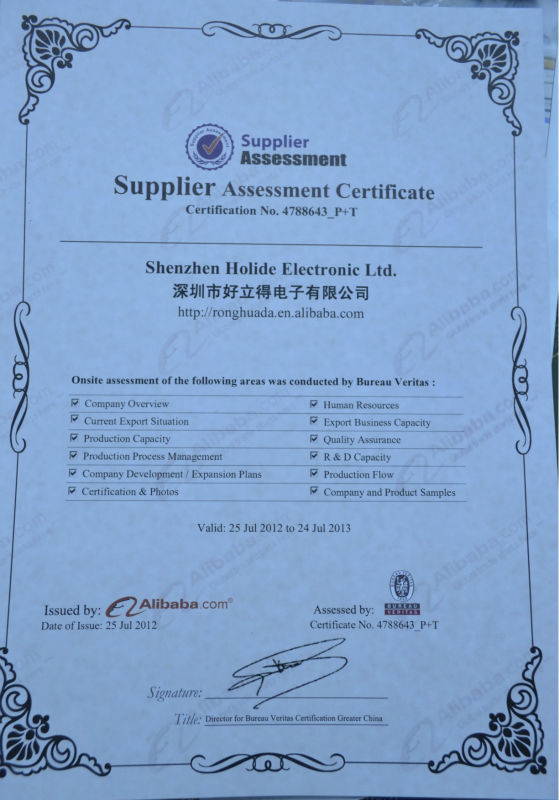 Supplier Assessment
Supplier
Assessment
Supplier Assessment Certificate
Certification No. 4788643_P+T
Shenzhen Holide Electronic Ltd.
深圳市好立得电子有限公司
http://ronghuada.en.alibaba.com
Onsite assessment of the following areas was conducted by Bureau Veritas :
Company Overview
Human Resources
Current Export Situation
Export Business Capacity
Production Capacity
Quality Assurance
Production Process Management
R & D Capacity
Company Development / Expansion Plans
Production Flow
Certification & Photos
Company and Product Samples
Valid: 25 Jul 2012 to 24 Jul 2013
Issued by: Alibaba.com®
Date of Issue: 25 Jul 2012
Assessed by: BUREAU VERITAS
Certificate No. 4788643_P+T
Signature:
Title: Director for Bureau Veritas Certification Greater China